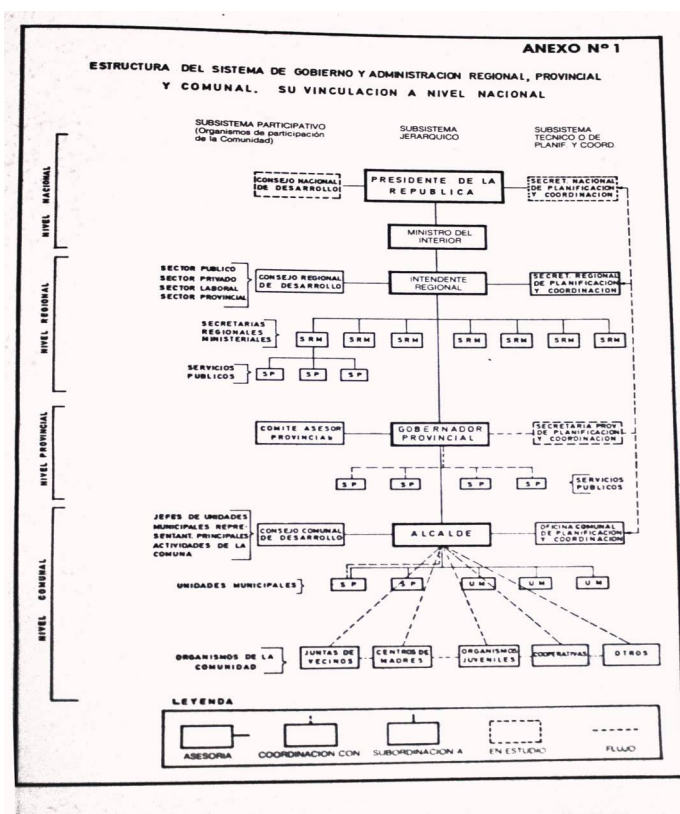 ANEXO Nº 1
ESTRUCTURA DEL SISTEMA DE GOBIERNO Y ADMINISTRACION REGIONAL, PROVINCIAL
Y COMUNAL. SU VINCULACION A NIVEL NACIONAL
SUBSISTEMA PARTICIPATIVO
(Organismos de participación
de la Comunidad)
SUBSISTEMA
JERARQUICO
SUBSISTEMA
TECNICO O DE
PLANIF. Y COORD.
NIVEL NACIONAL
CONSEJO NACIONAL
DE DESARROLLO
PRESIDENTE DE LA
REPUBLICA
SECRET. NACIONAL
DE PLANIFICACION
Y COORDINACION
MINISTRO DEL
INTERIOR
NIVEL REGIONAL
SECTOR PUBLICO
SECTOR PRIVADO
SECTOR LABORAL
SECTOR PROVINCIAL
CONSEJO REGIONAL
DE DESARROLLO
INTENDENTE
REGIONAL
SECRET. REGIONAL
DE PLANIFICACION
Y COORDINACION
SECRETARIAS
REGIONALES
MINISTERIALES
SRM SRM SRM SRM SRM SRM SRM
SERVICIOS
PUBLICOS
SP SP SP
NIVEL PROVINCIAL
COMITE ASESOR
PROVINCIAL
GOBERNADOR
PROVINCIAL
SECRETARIA PROV
DE PLANIFICACION
Y COORDINACION
SP SP SP SP
SERVICIOS
PUBLICOS
NIVEL COMUNAL
JEFES DE UNIDADES
MUNICIPALES REPRE-
SENTANT. PRINCIPALES
ACTIVIDADES DE LA
COMUNA
CONSEJO COMUNAL
DE DESARROLLO
ALCALDE
OFICINA COMUNAL
DE PLANIFICACION
Y COORDINACION
UNIDADES MUNICIPALES
SP SP UM UM UM
ORGANISMOS DE LA
COMUNIDAD
JUNTAS DE
VECINOS
CENTROS DE
MADRES
ORGANISMOS
JUVENILES
COOPERATIVAS
OTROS
LEYENDA
ASESORIA
COORDINACION CON
SUBORDINACION A
EN ESTUDIO
FLUJO